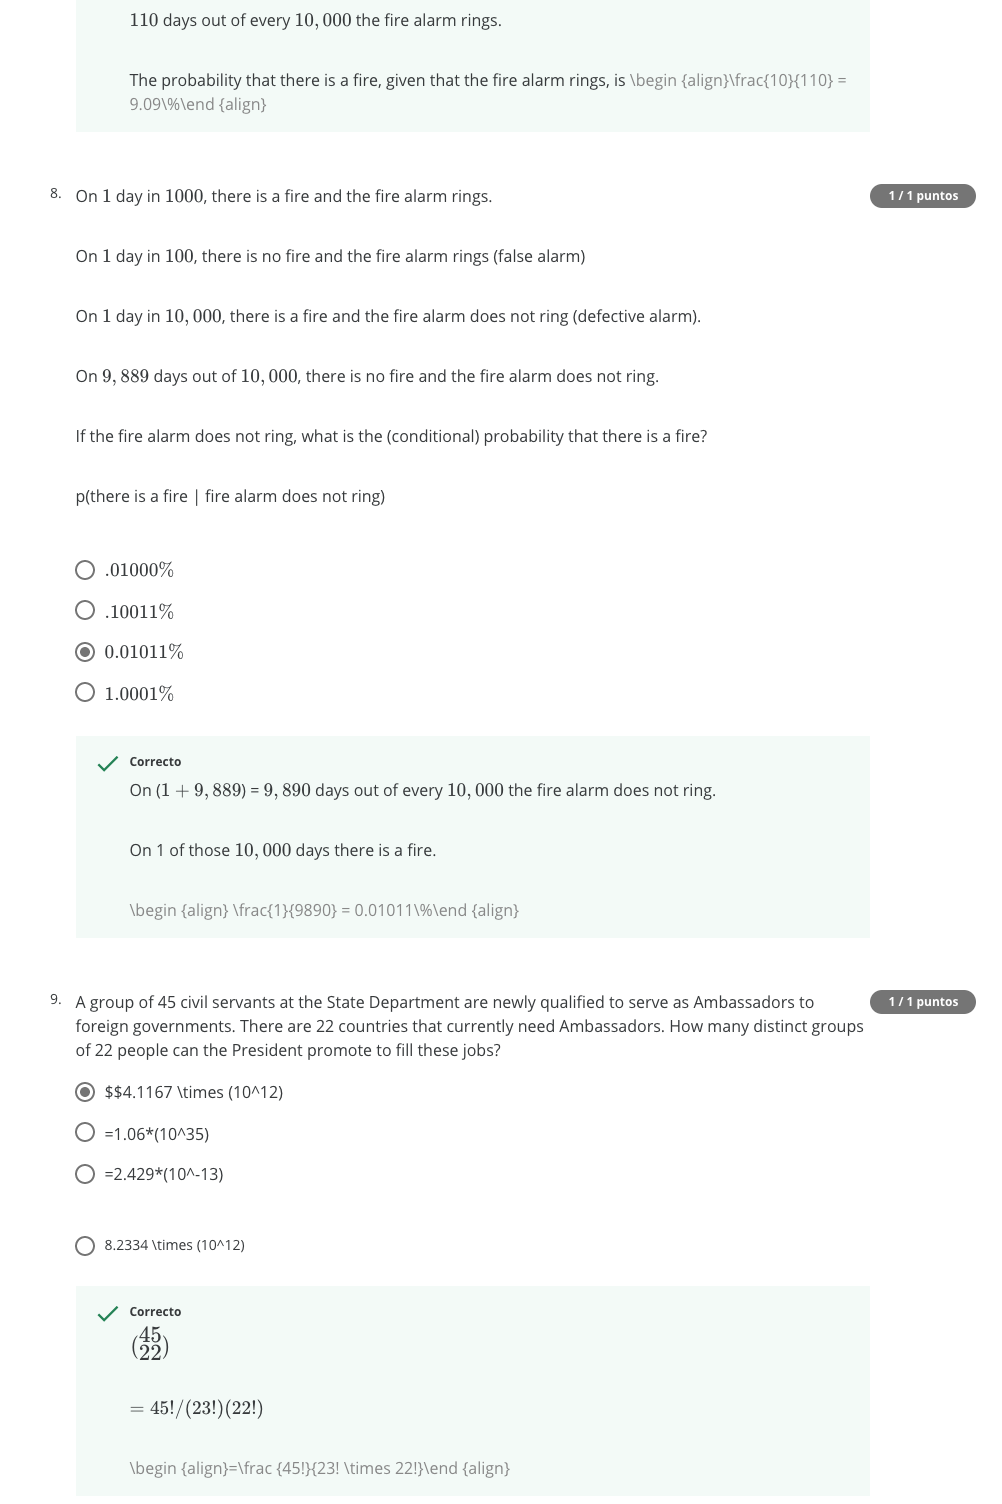 110 days out of every 10, 000 the fire alarm rings.
The probability that there is a fire, given that the fire alarm rings, is \begin {align}\frac{10}{110} =
9.09\%\end {align}
8. On 1 day in 1000, there is a fire and the fire alarm rings.
1 / 1 puntos
On 1 day in 100, there is no fire and the fire alarm rings (false alarm)
On 1 day in 10, 000, there is a fire and the fire alarm does not ring (defective alarm).
On 9, 889 days out of 10, 000, there is no fire and the fire alarm does not ring.
If the fire alarm does not ring, what is the (conditional) probability that there is a fire?
p(there is a fire | fire alarm does not ring)
.01000%
.10011%
0.01011%
1.0001%
Correcto
On (1 + 9, 889) = 9, 890 days out of every 10, 000 the fire alarm does not ring.
On 1 of those 10, 000 days there is a fire.
\begin {align} \frac{1}{9890} = 0.01011\%\end {align}
9. A group of 45 civil servants at the State Department are newly qualified to serve as Ambassadors to
1 / 1 puntos
foreign governments. There are 22 countries that currently need Ambassadors. How many distinct groups
of 22 people can the President promote to fill these jobs?
$$4.1167 \times (10^12)
=1.06*(10^35)
=2.429*(10^-13)
8.2334 \times (10^12)
Correcto
(45
22)
= 45!/(23!)(22!)
\begin {align}=\frac {45!}{23! \times 22!}\end {align}